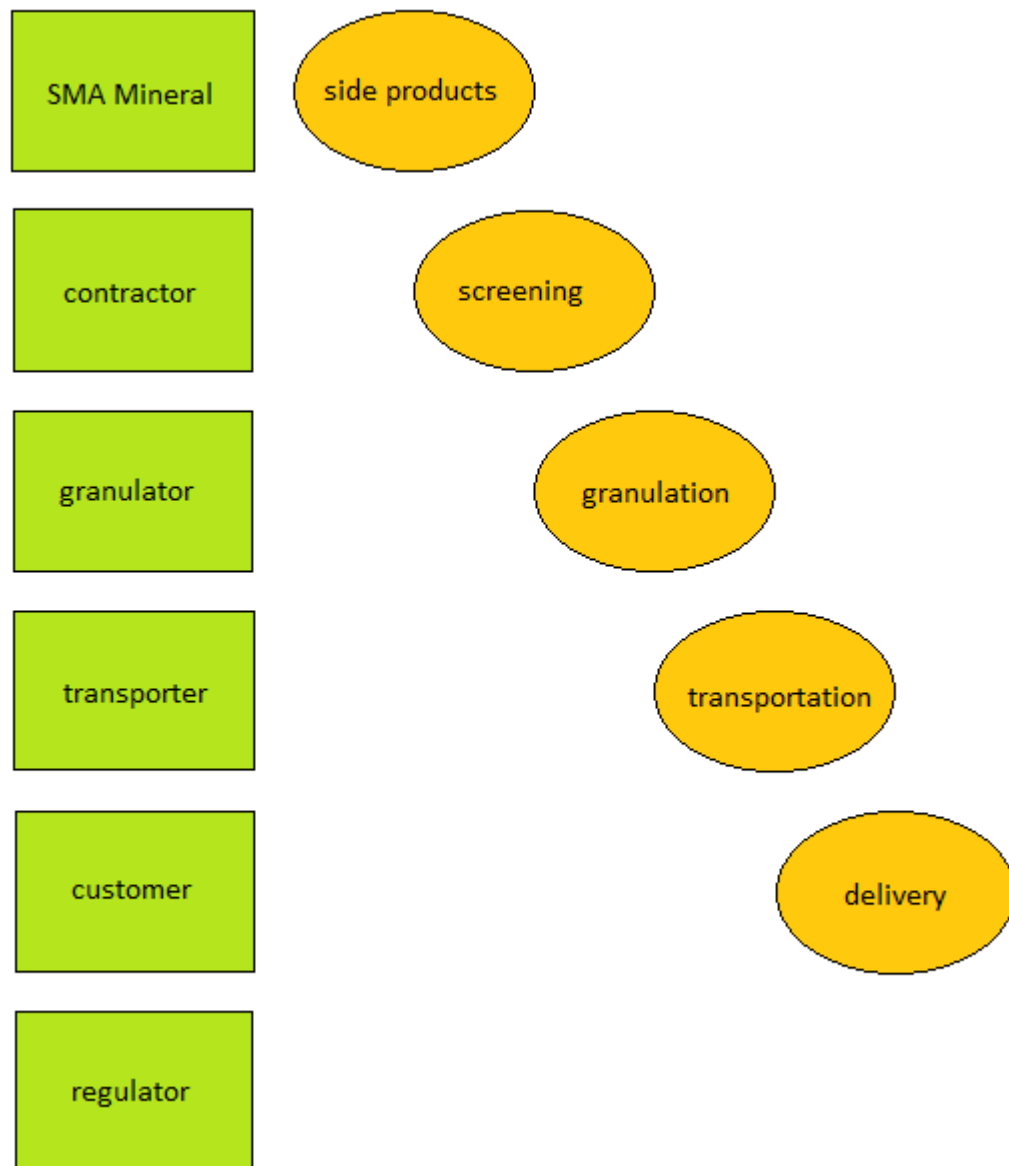 SMA Mineral
side products
contractor
screening
granulator
granulation
transporter
transportation
customer
delivery
regulator